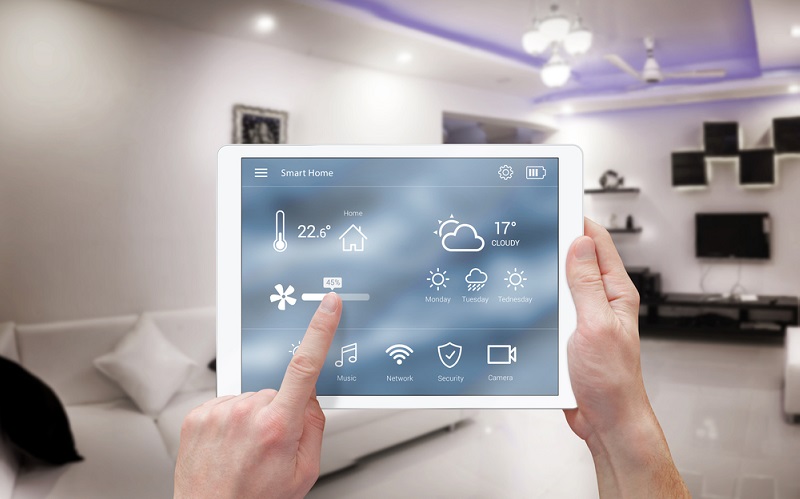 Smart Home
Home
22.6°
17°
CLOUDY
45%
Monday
Tuesday
Tednesday
Music
Network
Security
Camera